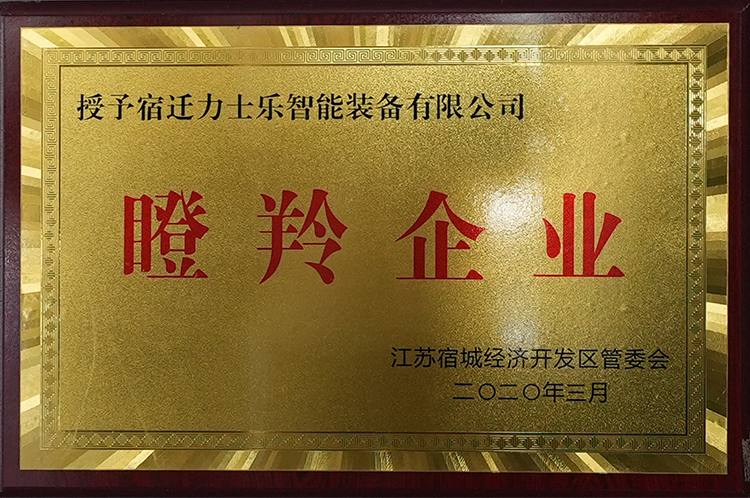 授予宿迁力士乐智能装备有限公司
瞪羚企业
江苏宿城经济开发区管委会
二〇二〇年三月